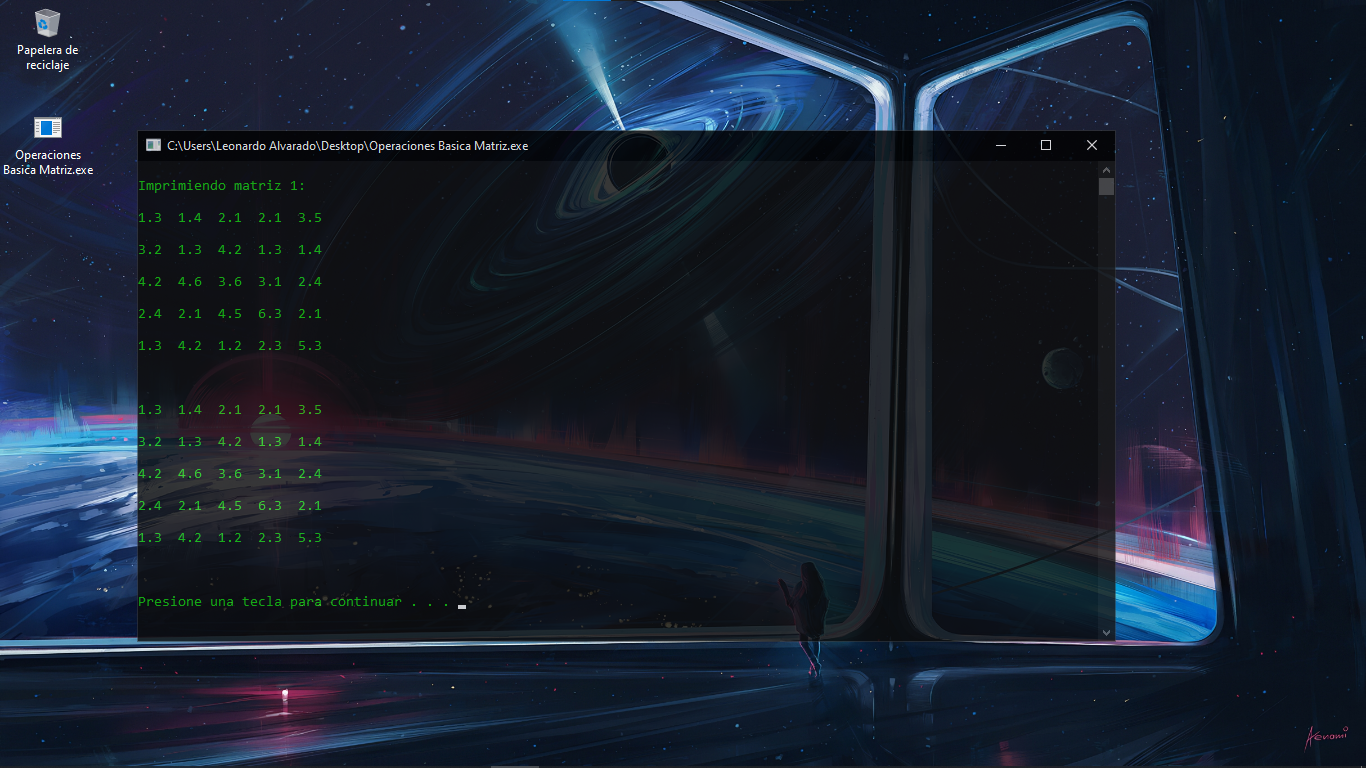 Papelera de
reciclaje
Operaciones
Basica Matriz.exe
C:\Users\Leonardo Alvarado\Desktop\Operaciones Basica Matriz.exe
Imprimiendo matriz 1:
1.3 1.4 2.1 2.1 3.5
3.2 1.3 4.2 1.3 1.4
4.2 4.6 3.6 3.1 2.4
2.4 2.1 4.5 6.3 2.1
1.3 4.2 1.2 2.3 5.3
1.3 1.4 2.1 2.1 3.5
3.2 1.3 4.2 1.3 1.4
4.2 4.6 3.6 3.1 2.4
2.4 2.1 4.5 6.3 2.1
1.3 4.2 1.2 2.3 5.3
Presione una tecla para continuar . . .